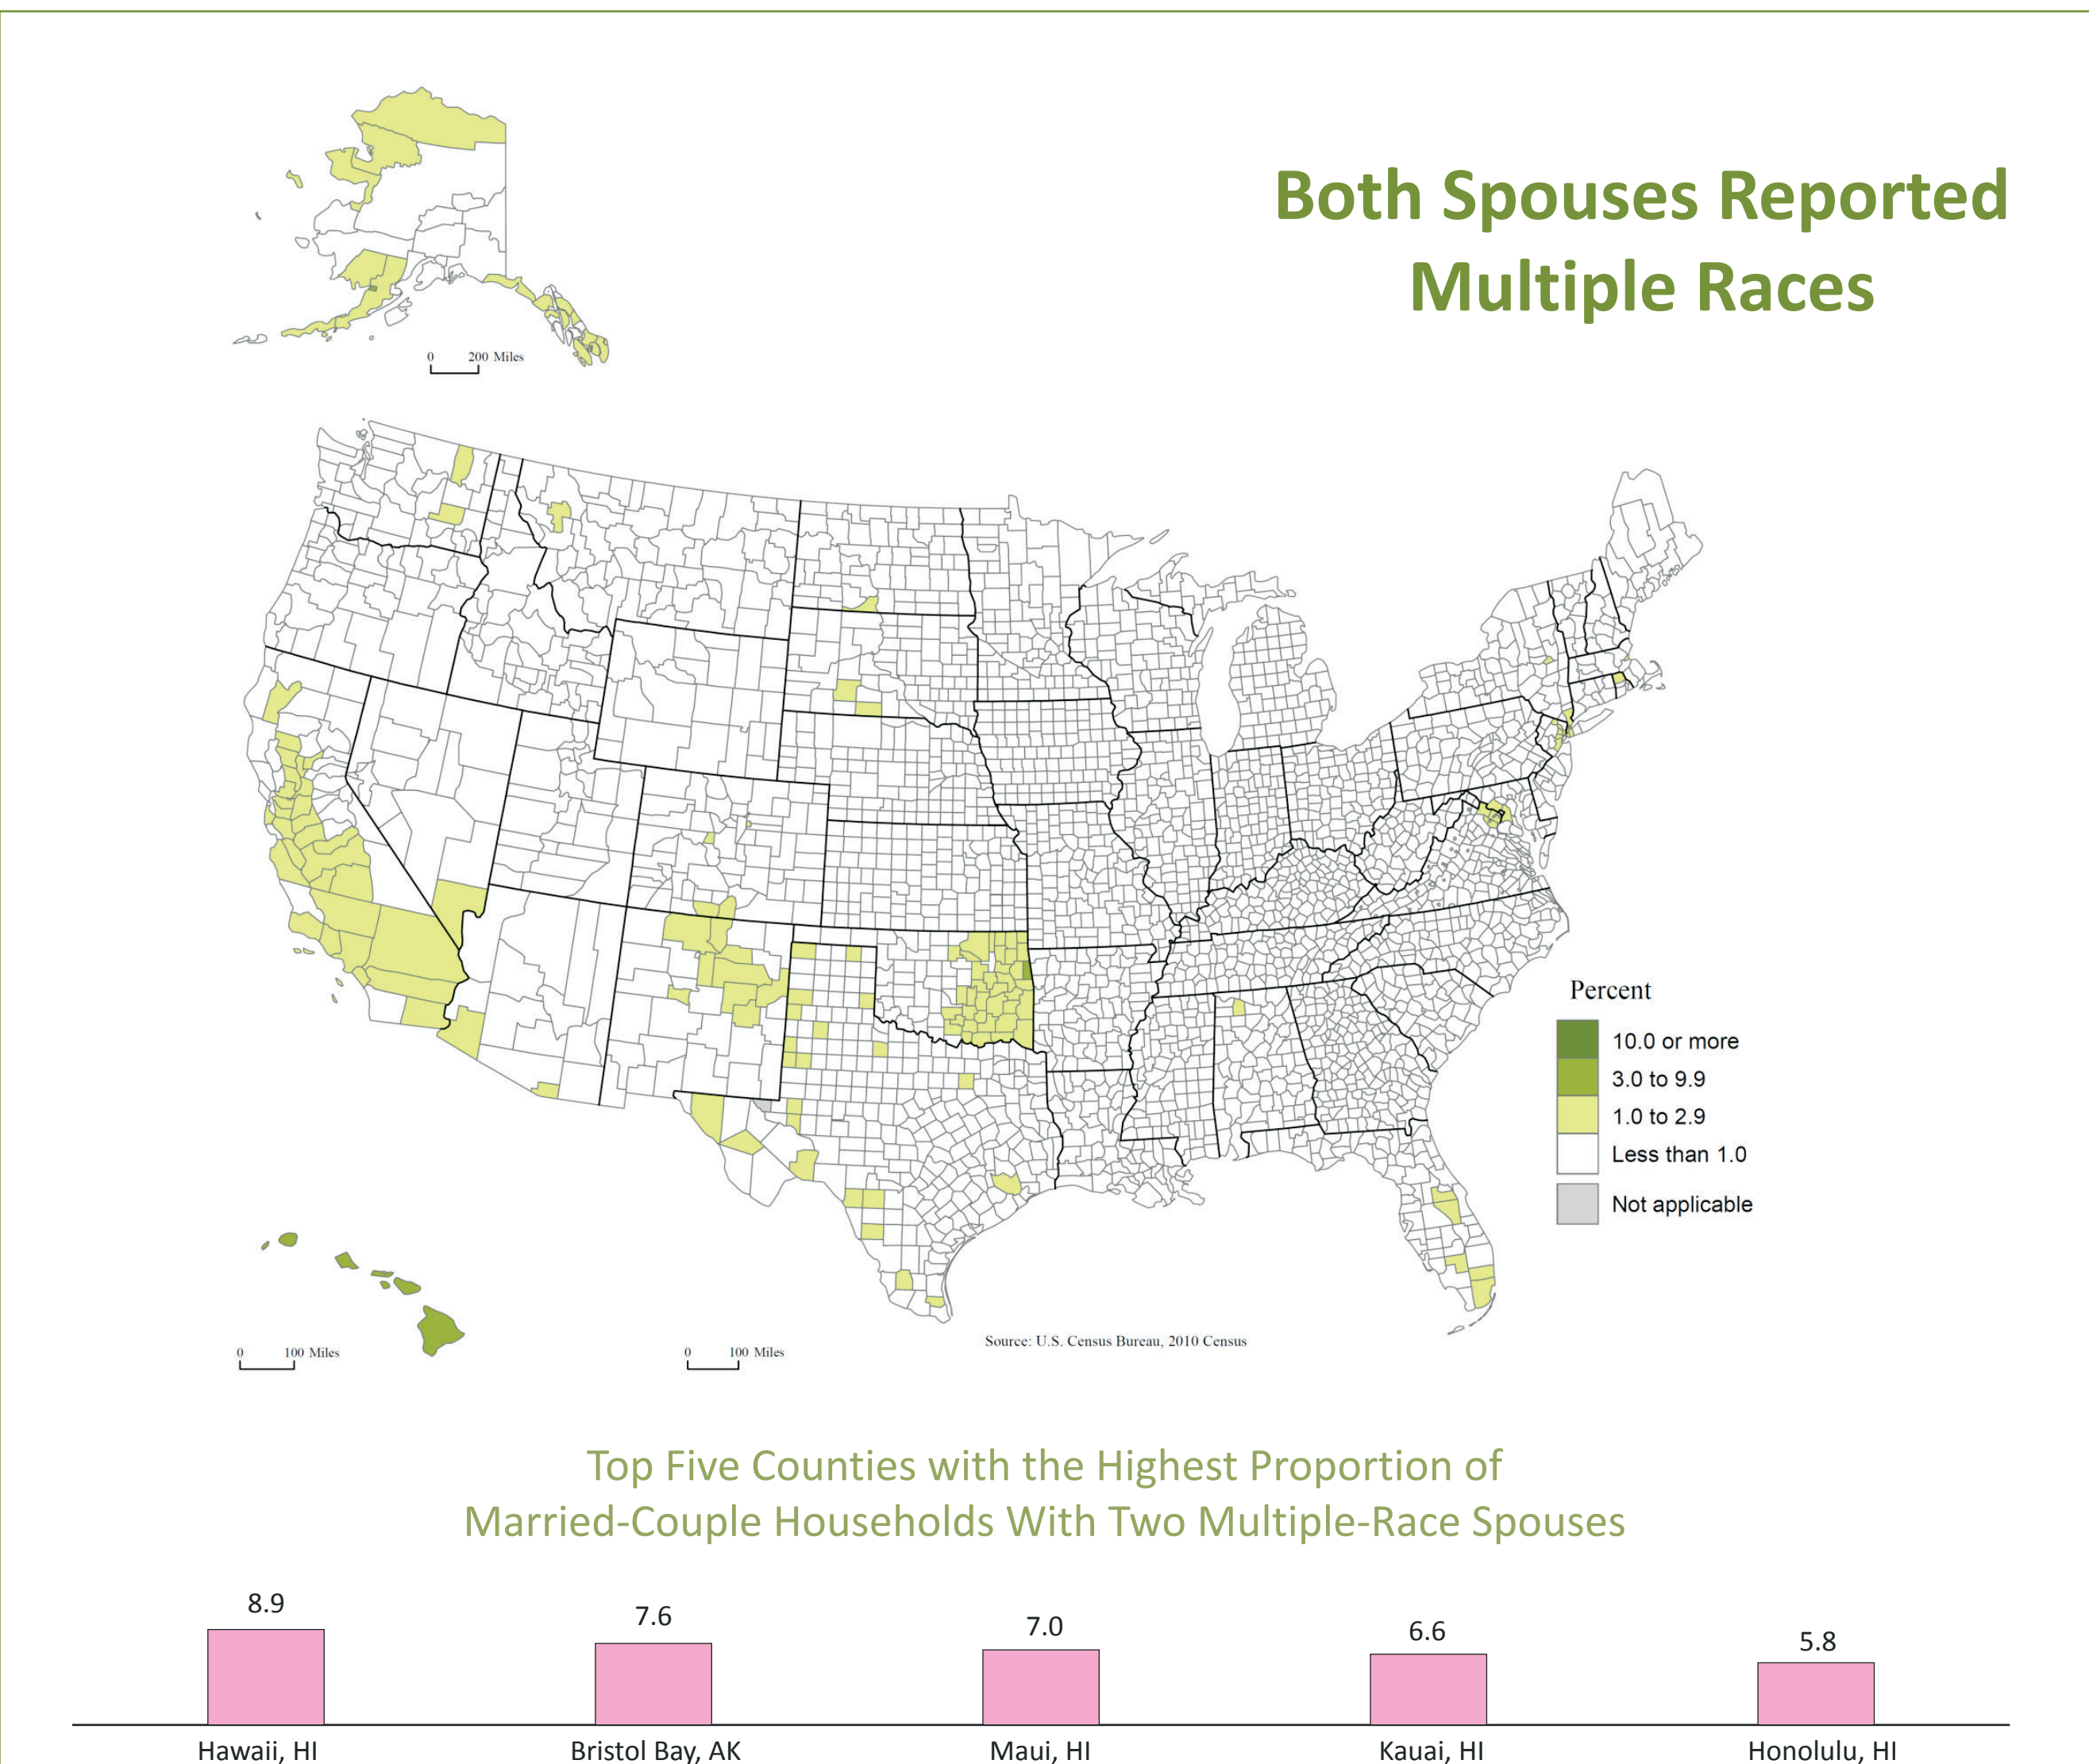 Both Spouses Reported
Multiple Races
0 200 Miles
Percent
10.0 or more
3.0 to 9.9
1.0 to 2.9
Less than 1.0
Not applicable
0 100 Miles
0 100 Miles
Source: U.S. Census Bureau, 2010 Census
Top Five Counties with the Highest Proportion of
Married-Couple Households With Two Multiple-Race Spouses
8.9
7.6
7.0
6.6
5.8
Hawaii, HI
Bristol Bay, AK
Maui, HI
Kauai, HI
Honolulu, HI